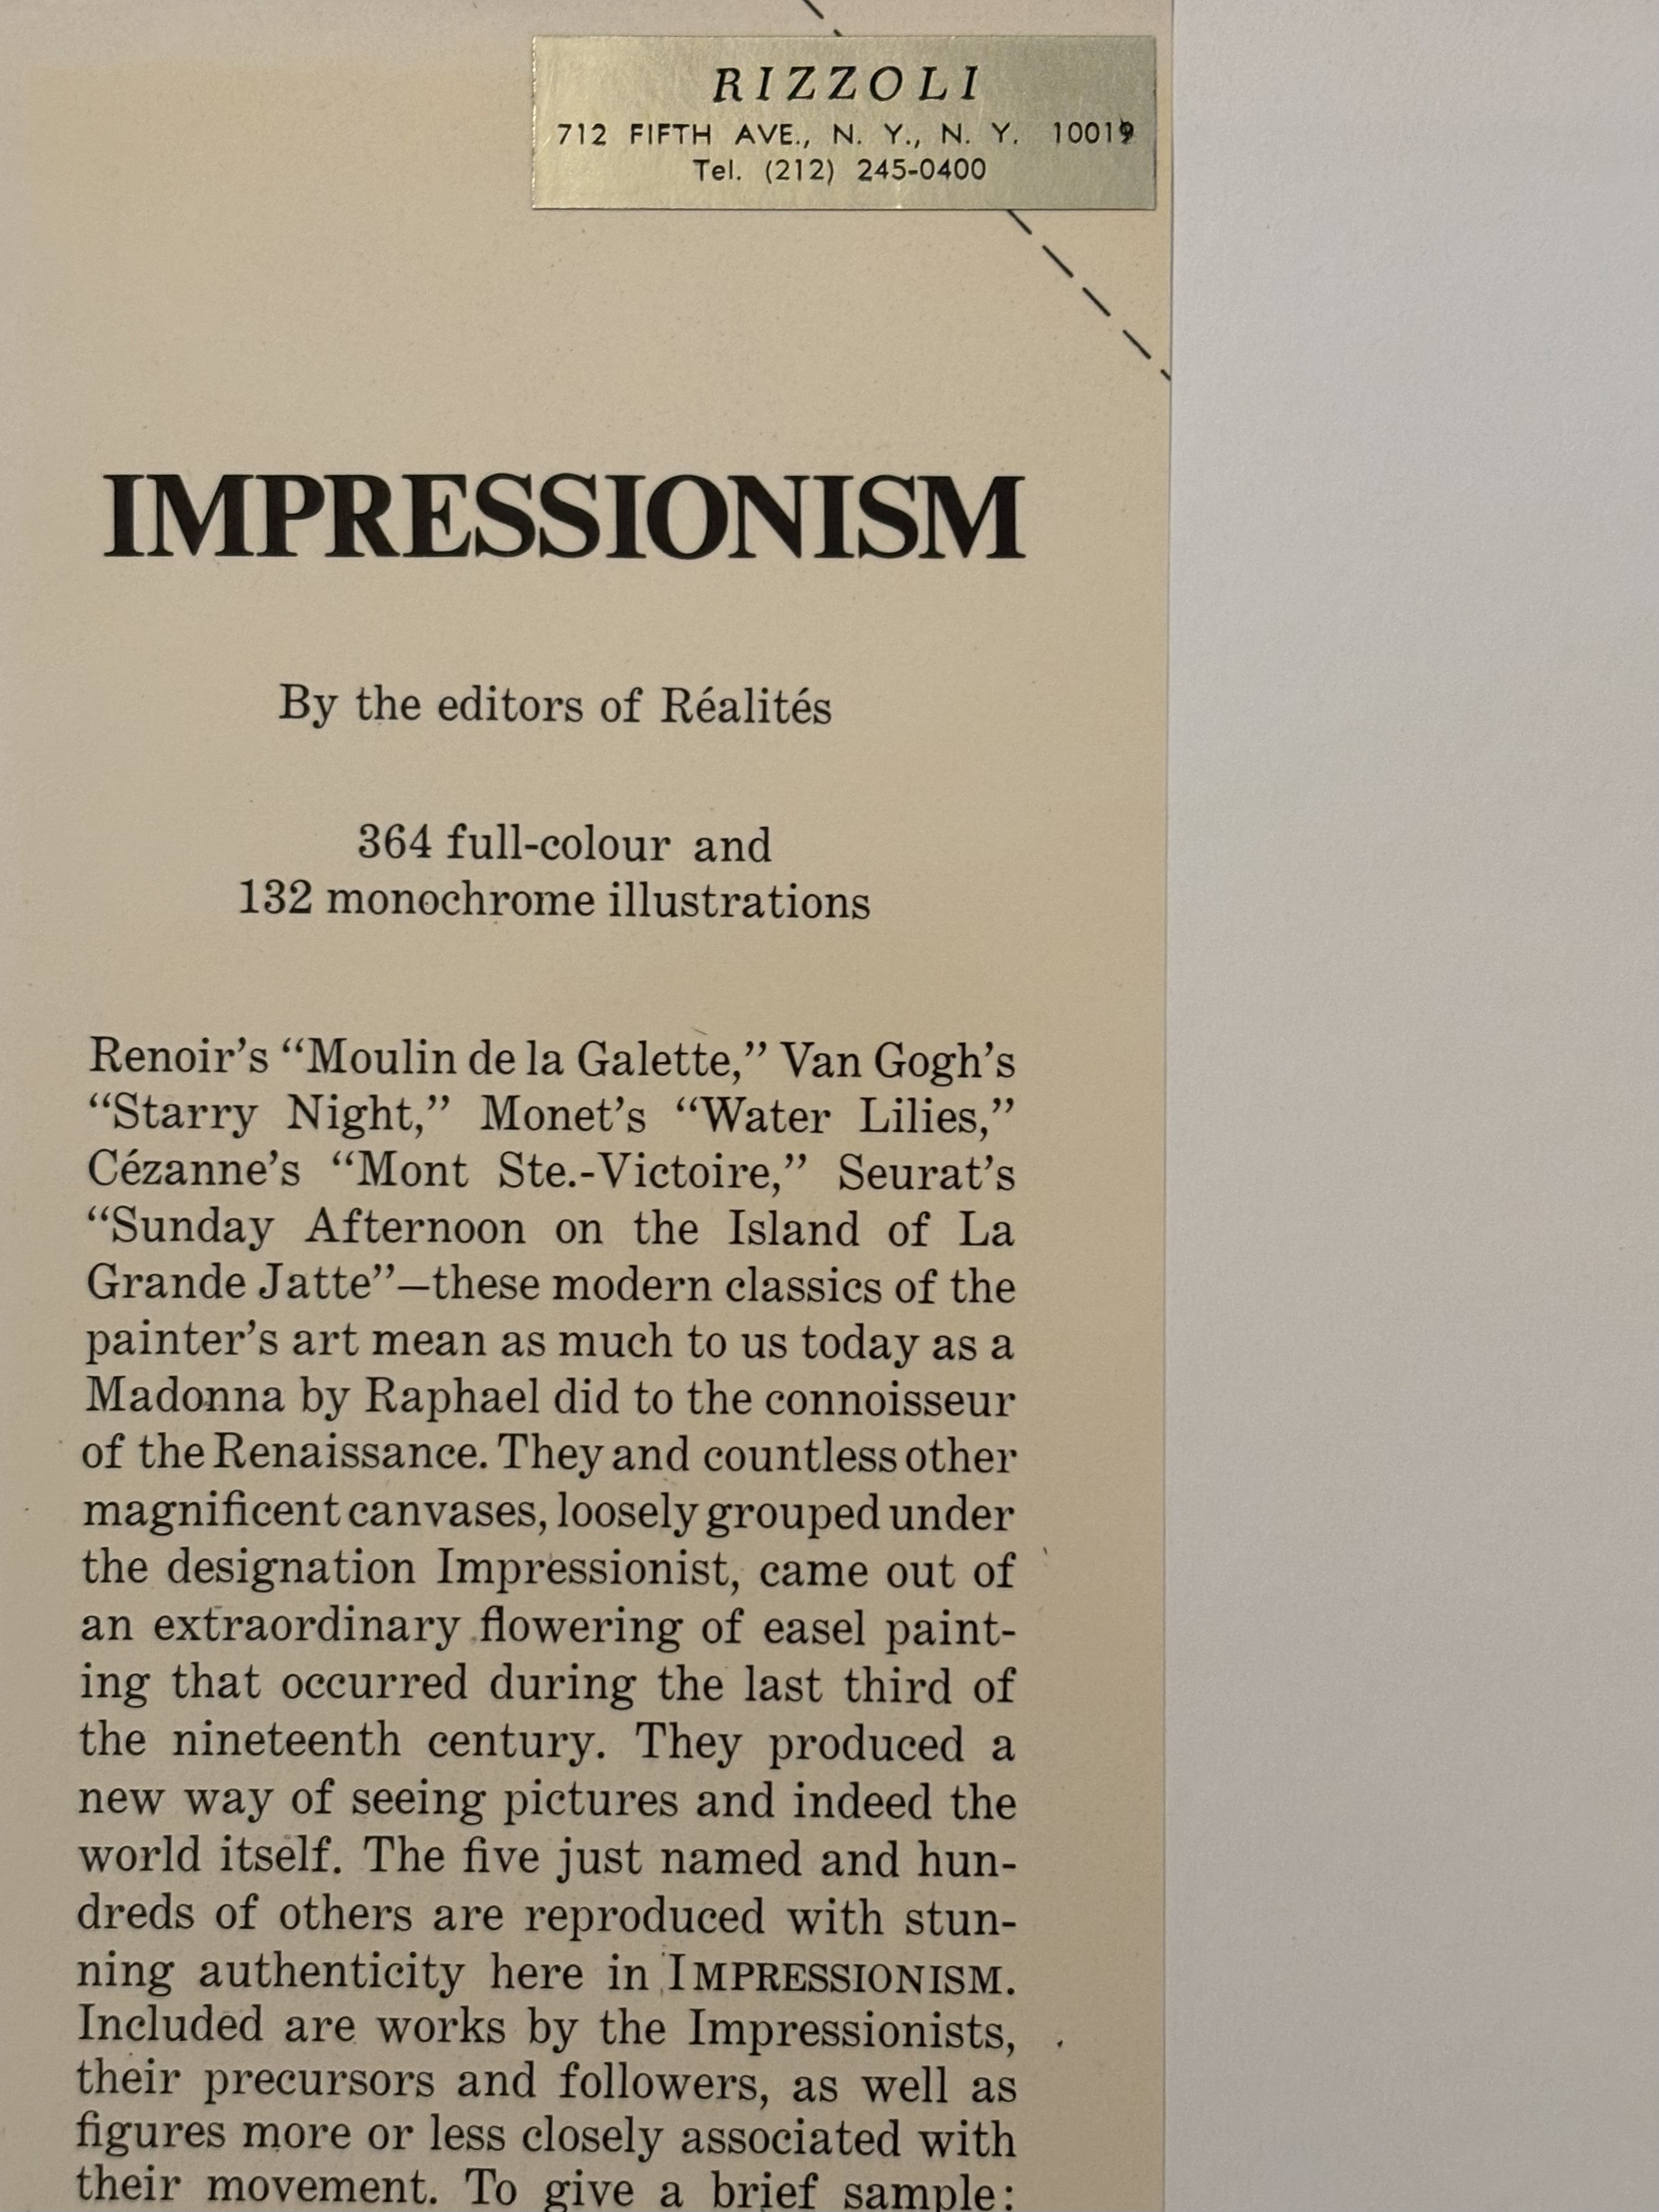 RIZZOLI
712 FIFTH AVE., N. Y., N. Y. 10019
Tel. (212) 245-0400
IMPRESSIONISM
By the editors of Réalités
364 full-colour and
132 monochrome illustrations
Renoir’s “Moulin de la Galette,” Van Gogh’s
“Starry Night,” Monet’s “Water Lilies,”
Cézanne’s “Mont Ste.-Victoire,” Seurat’s
“Sunday Afternoon on the Island of La
Grande Jatte”—these modern classics of the
painter’s art mean as much to us today as a
Madonna by Raphael did to the connoisseur
of the Renaissance. They and countless other
magnificent canvases, loosely grouped under
the designation Impressionist, came out of
an extraordinary flowering of easel paint-
ing that occurred during the last third of
the nineteenth century. They produced a
new way of seeing pictures and indeed the
world itself. The five just named and hun-
dreds of others are reproduced with stun-
ning authenticity here in IMPRESSIONISM.
Included are works by the Impressionists,
their precursors and followers, as well as
figures more or less closely associated with
their movement. To give a brief sample: